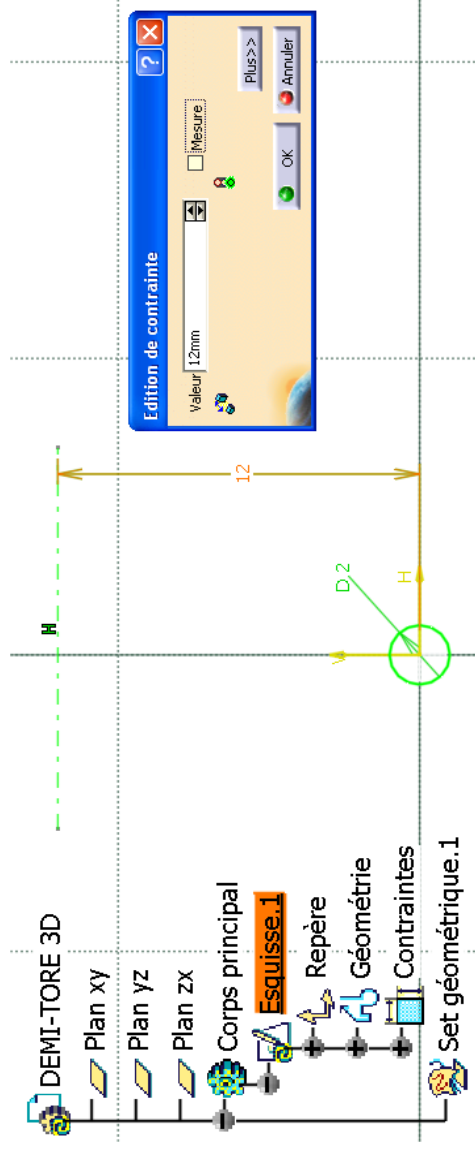 DEMI-TORE 3D
Plan xy
Plan yz
Plan zx
Corps principal
Esquisse.1
Repère
Géométrie
Contraintes
Set géométrique.1
H
12
D 2
V
H
Edition de contrainte
?
X
Valeur 12mm
Mesure
Plus>>
OK
Annuler